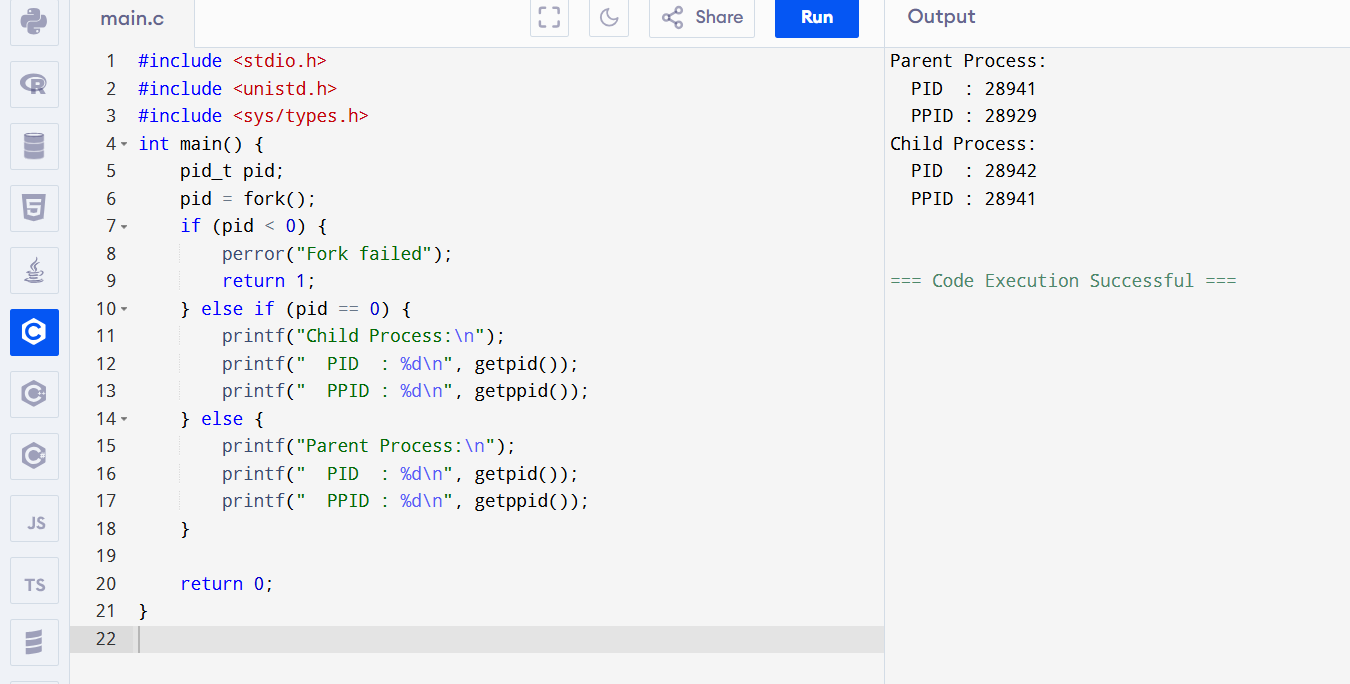 main.c
Share
Run
Output
1 #include <stdio.h>
2 #include <unistd.h>
3 #include <sys/types.h>
4 int main() {
5     pid_t pid;
6     pid = fork();
7     if (pid < 0) {
8         perror("Fork failed");
9         return 1;
10     } else if (pid == 0) {
11         printf("Child Process:\n");
12         printf("  PID  : %d\n", getpid());
13         printf("  PPID : %d\n", getppid());
14     } else {
15         printf("Parent Process:\n");
16         printf("  PID  : %d\n", getpid());
17         printf("  PPID : %d\n", getppid());
18     }
19
20     return 0;
21 }
22
Parent Process:
  PID  : 28941
  PPID : 28929
Child Process:
  PID  : 28942
  PPID : 28941
=== Code Execution Successful ===
R
5
C
C
C
JS
TS